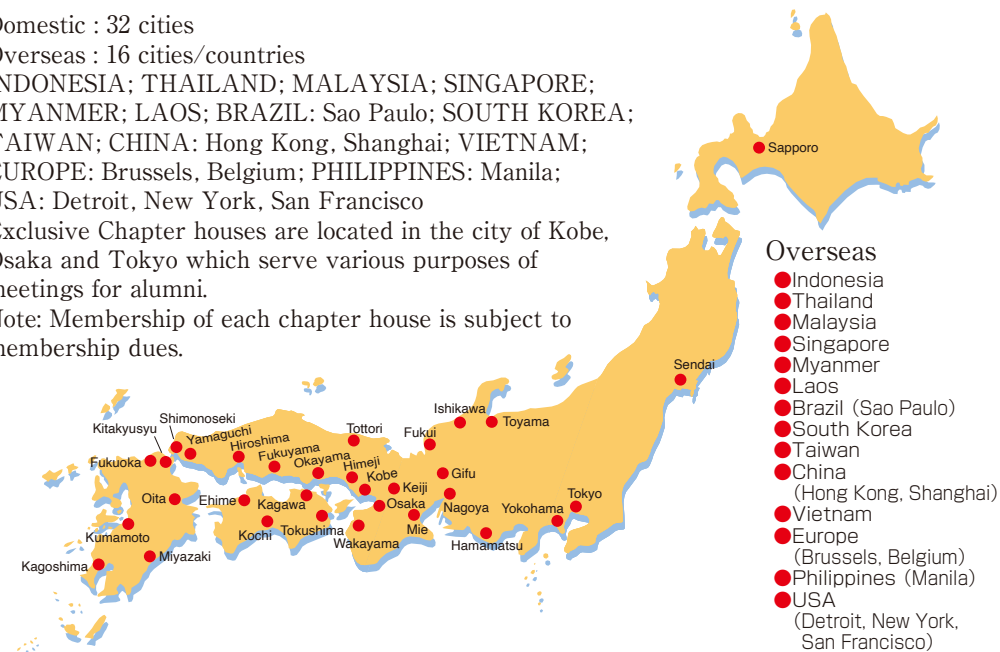 Domestic : 32 cities
Overseas : 16 cities/countries
INDONESIA; THAILAND; MALAYSIA; SINGAPORE;
MYANMER; LAOS; BRAZIL: Sao Paulo; SOUTH KOREA;
TAIWAN; CHINA: Hong Kong, Shanghai; VIETNAM;
EUROPE: Brussels, Belgium; PHILIPPINES: Manila;
USA: Detroit, New York, San Francisco
Exclusive Chapter houses are located in the city of Kobe,
Osaka and Tokyo which serve various purposes of
meetings for alumni.
Note: Membership of each chapter house is subject to
membership dues.
Sapporo
Sendai
Ishikawa
Toyama
Fukui
Tottori
Shimonoseki
Kitakyusyu
Yamaguchi
Hiroshima
Fukuyama
Okayama
Himeji
Kobe
Keiji
Gifu
Fukuoka
Oita
Ehime
Kagawa
Osaka
Nagoya
Yokohama
Tokyo
Kumamoto
Kochi
Tokushima
Wakayama
Mie
Hamamatsu
Kagoshima
Miyazaki
Overseas
Indonesia
Thailand
Malaysia
Singapore
Myanmer
Laos
Brazil (Sao Paulo)
South Korea
Taiwan
China
(Hong Kong, Shanghai)
Vietnam
Europe
(Brussels, Belgium)
Philippines (Manila)
USA
(Detroit, New York,
San Francisco)